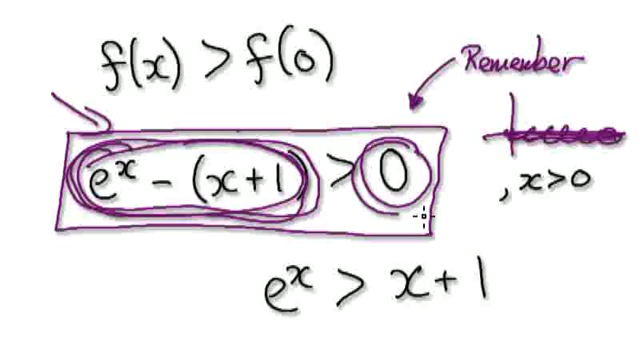 f(x) > f(0)
Remember
e^x - (x+1) > 0 , x>0
e^x > x+1